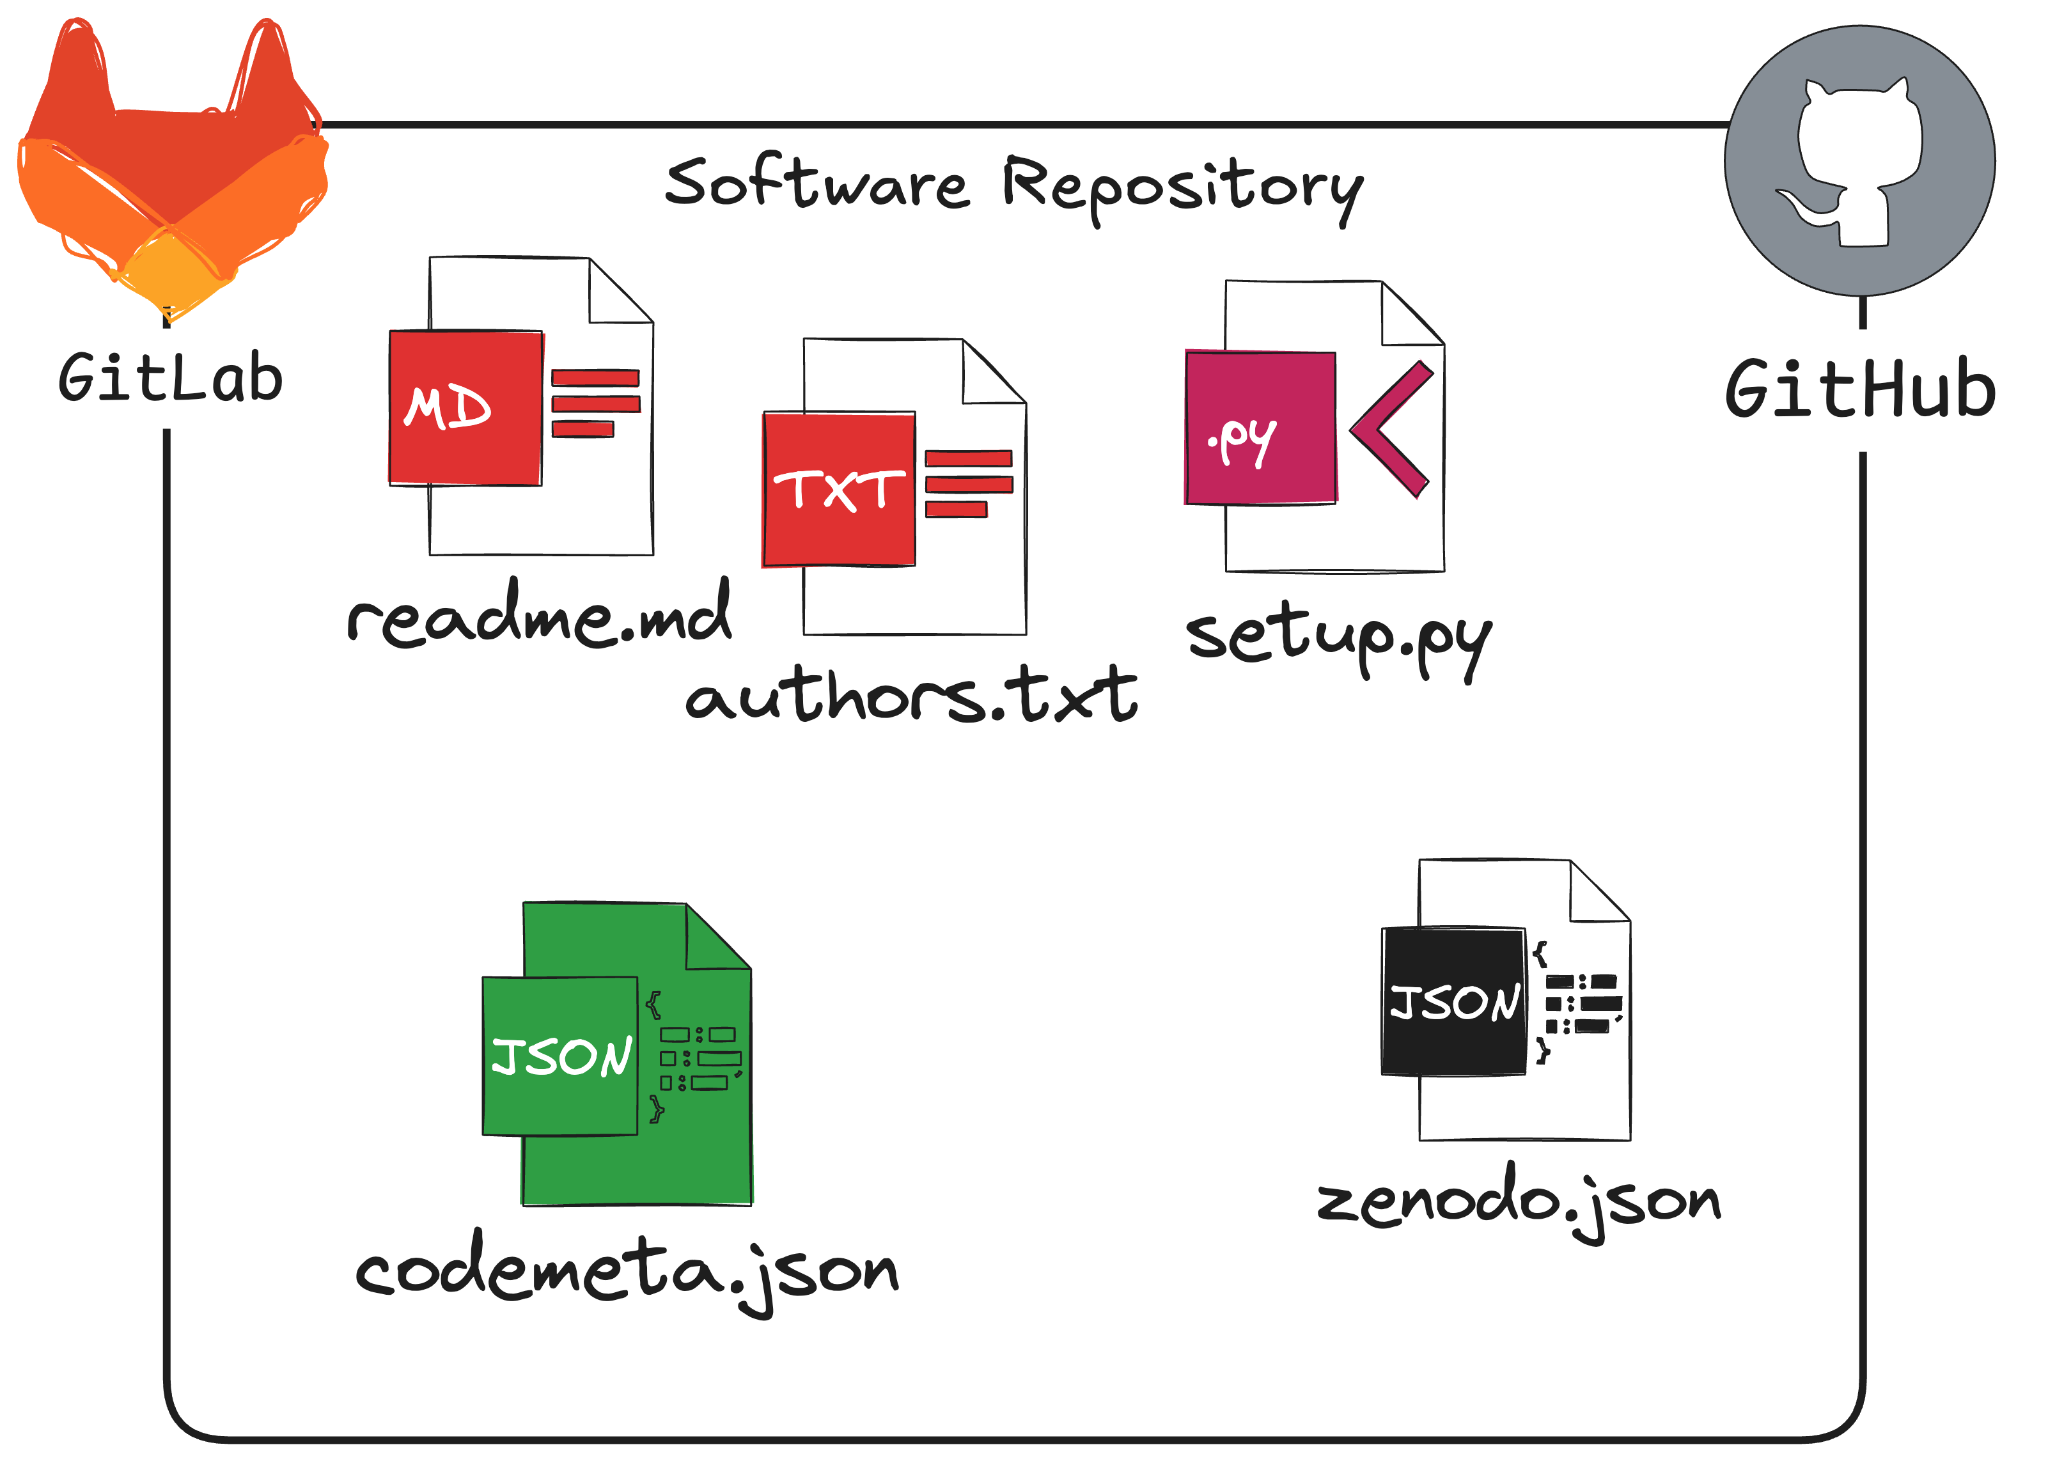 Software Repository
GitLab
GitHub
MD
TXT
.py
readme.md
authors.txt
setup.py
JSON
{
}
JSON
{
}
codemeta.json
zenodo.json